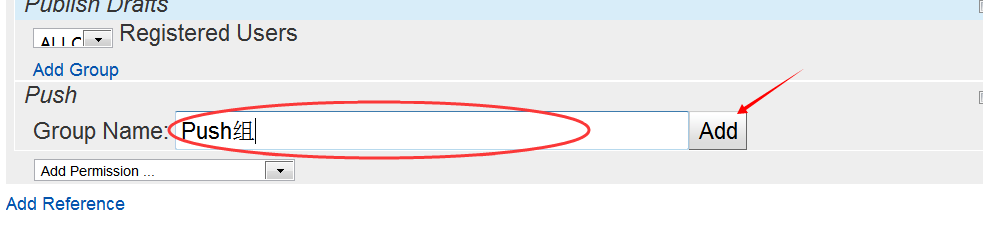 Publish Drafts
Registered Users
Add Group
Push
Group Name: Push组 Add
Add Permission ...
Add Reference